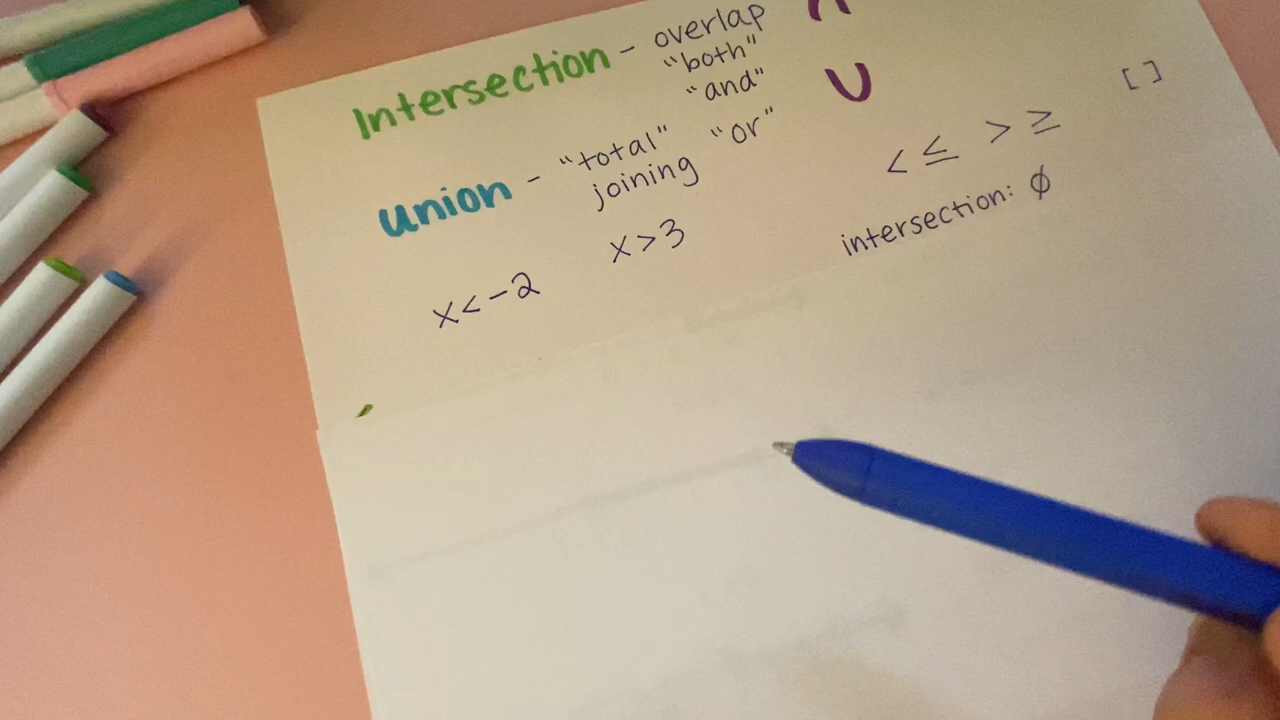 Intersection - overlap
"both"
"and"
∪
[ ]
union - "total" "or"
joining
< ≤ > ≥
x < -2 x > 3
intersection: ∅